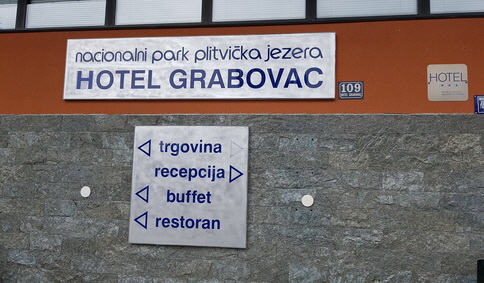 nacionalni park plitvička jezera
HOTEL GRABOVAC
109
HOTEL
trgovina
recepcija
buffet
restoran